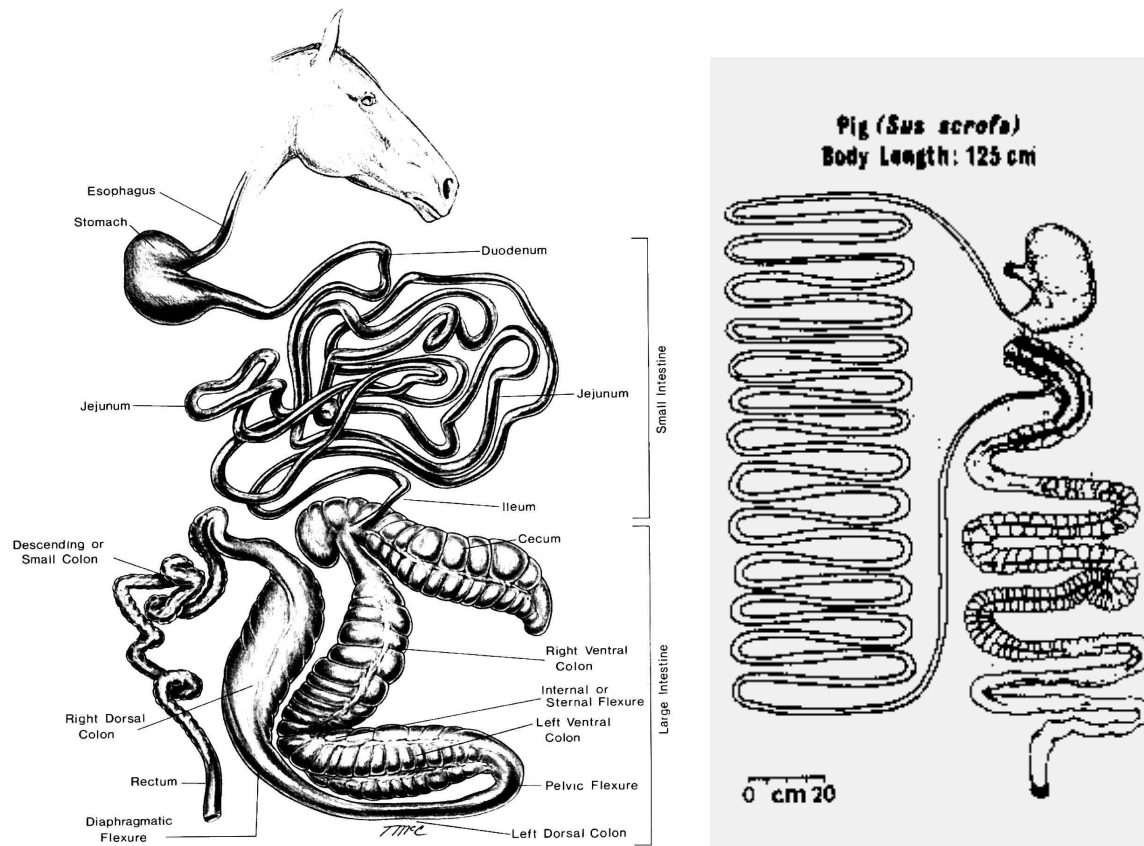 Esophagus
Stomach
Duodenum
Jejunum
Jejunum
Small Intestine
Ileum
Descending or
Small Colon
Cecum
Right Ventral
Colon
Internal or
Sternal Flexure
Left Ventral
Colon
Right Dorsal
Colon
Rectum
Pelvic Flexure
Diaphragmatic
Flexure
Left Dorsal Colon
Large Intestine
Pig (Sus scrofa)
Body Length: 125 cm
0 cm 20